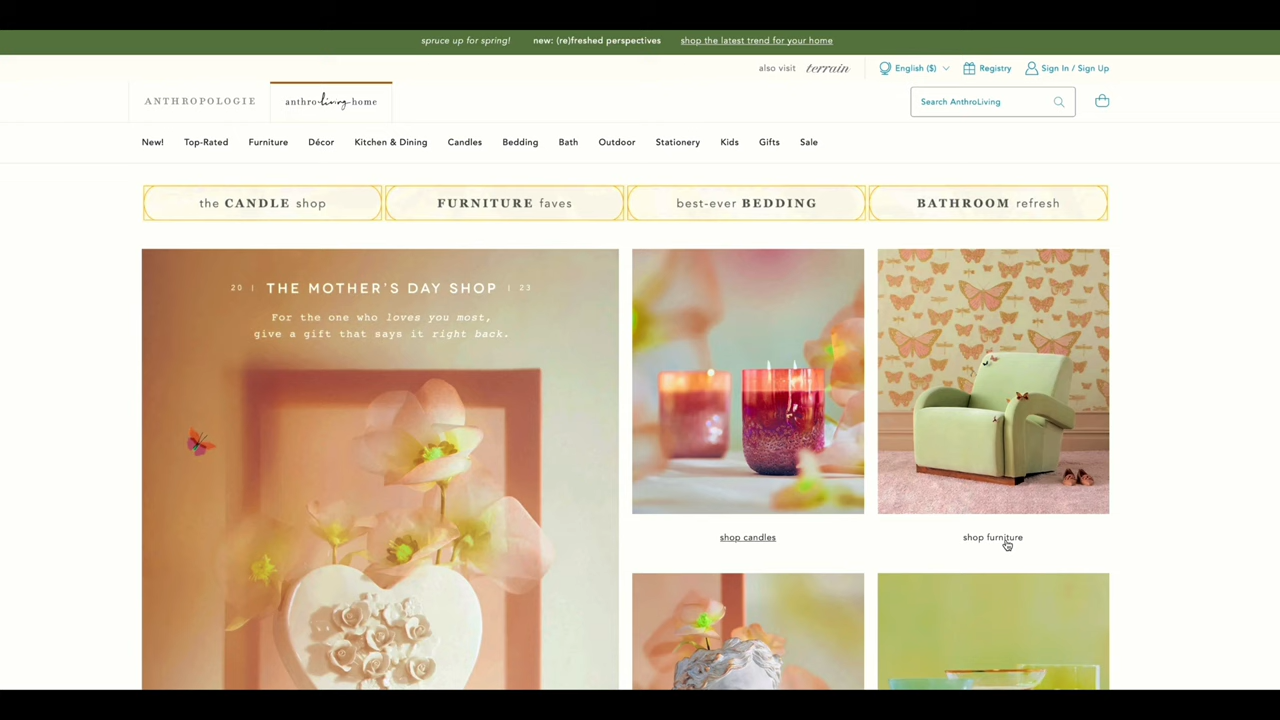 spruce up for spring! new: (re)freshed perspectives shop the latest trend for your home
also visit terrain English ($) Registry Sign In / Sign Up
ANTHROPOLOGIE anthro living home Search AnthroLiving
New! Top-Rated Furniture Décor Kitchen & Dining Candles Bedding Bath Outdoor Stationery Kids Gifts Sale
the CANDLE shop FURNITURE faves best-ever BEDDING BATHROOM refresh
20 | THE MOTHER'S DAY SHOP | 23
For the one who loves you most,
give a gift that says it right back.
shop candles shop furniture